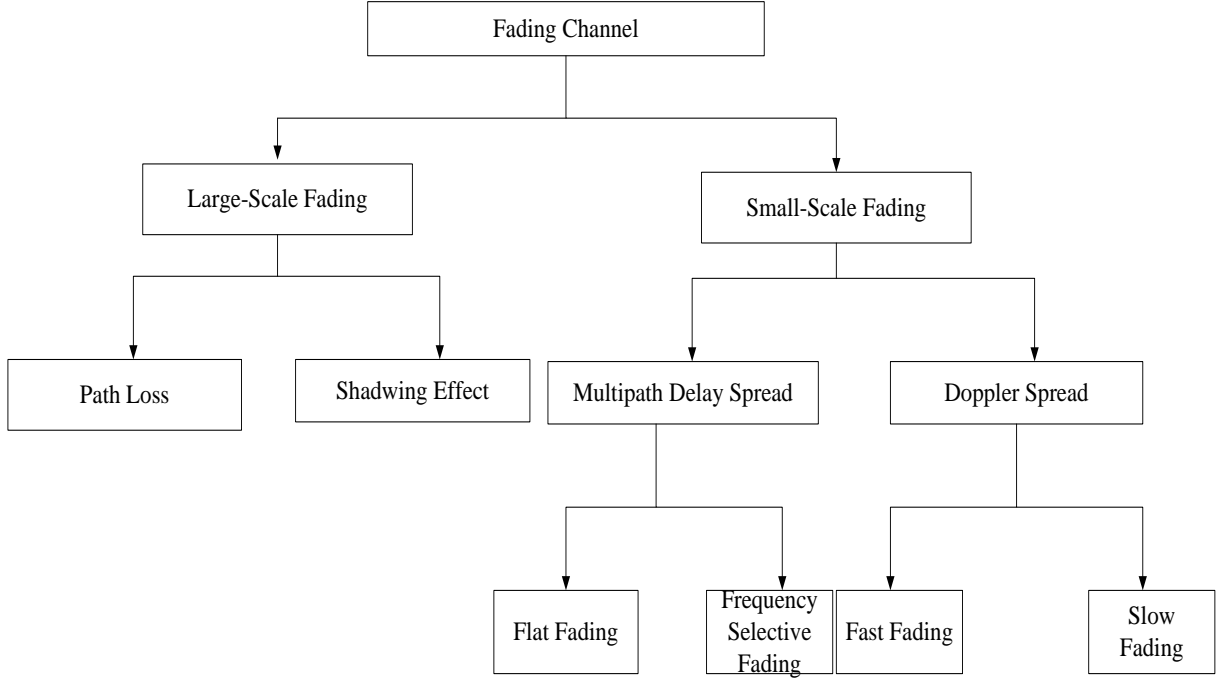 Fading Channel
Large-Scale Fading
Small-Scale Fading
Path Loss
Shadwing Effect
Multipath Delay Spread
Doppler Spread
Flat Fading
Frequency
Selective
Fading
Fast Fading
Slow
Fading